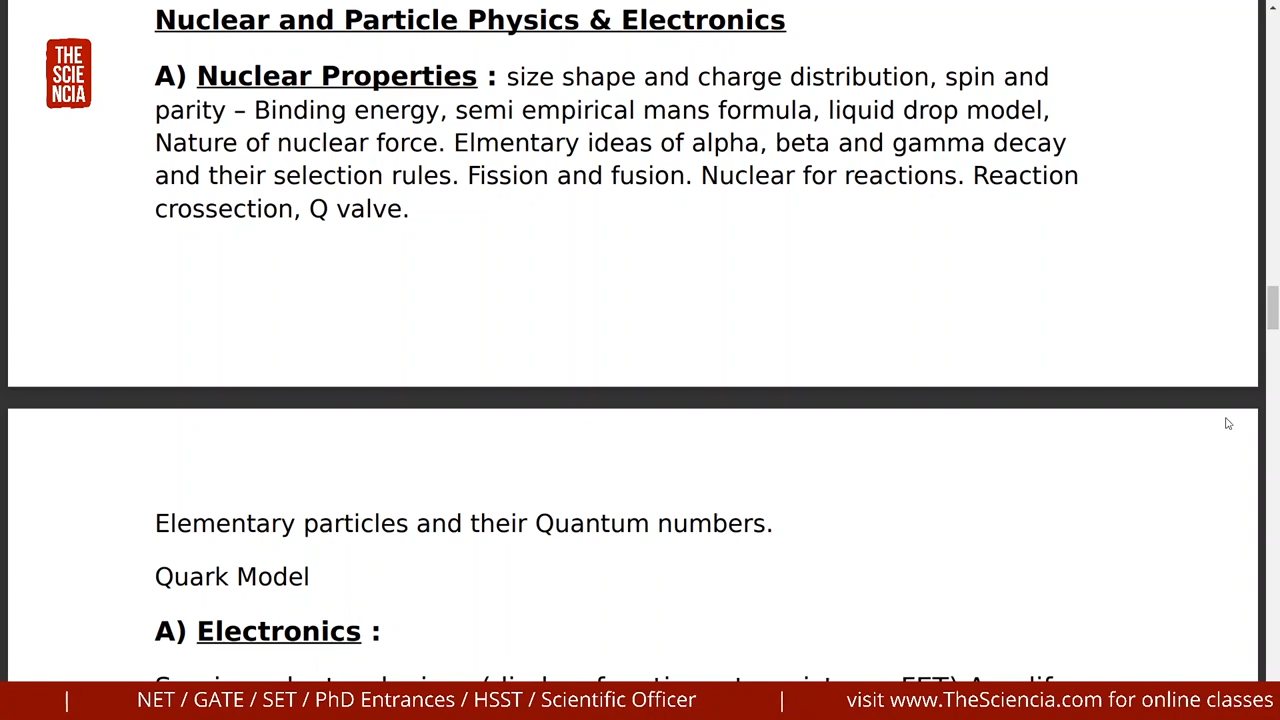 Nuclear and Particle Physics & Electronics
THE
SCIE
NCIA
A) Nuclear Properties : size shape and charge distribution, spin and
parity – Binding energy, semi empirical mans formula, liquid drop model,
Nature of nuclear force. Elmentary ideas of alpha, beta and gamma decay
and their selection rules. Fission and fusion. Nuclear for reactions. Reaction
crossection, Q valve.
Elementary particles and their Quantum numbers.
Quark Model
A) Electronics :
| NET / GATE / SET / PhD Entrances / HSST / Scientific Officer | visit www.TheSciencia.com for online classes